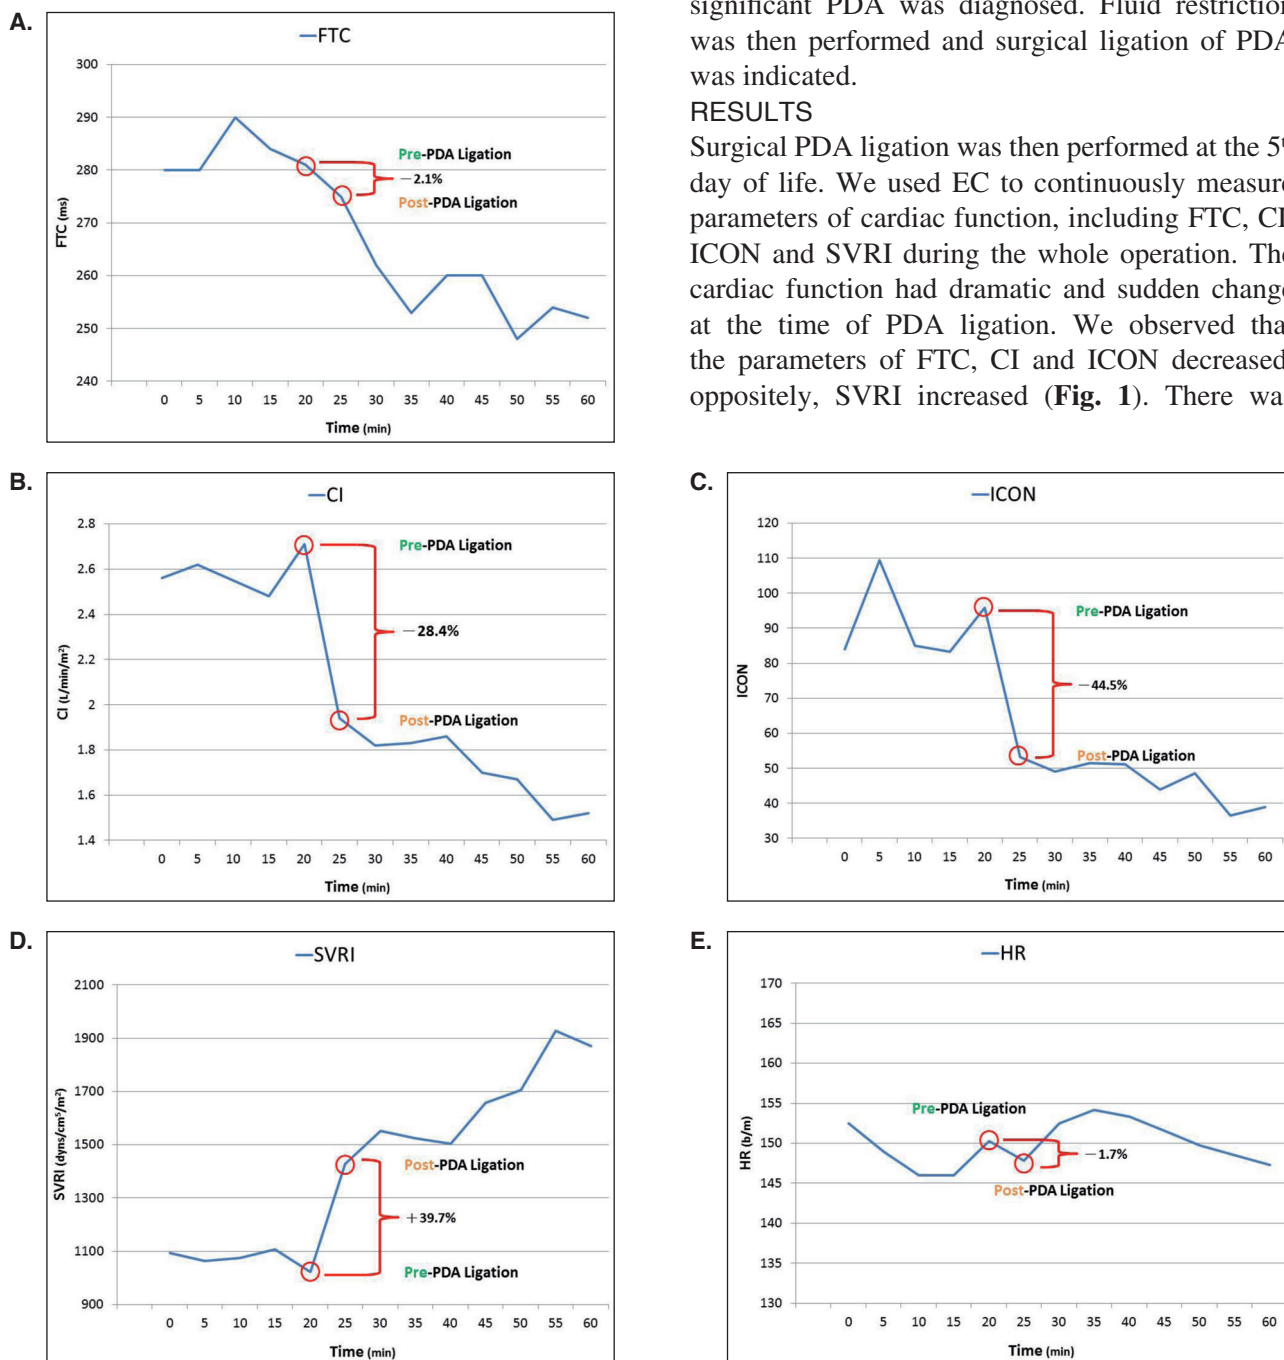 significant PDA was diagnosed. Fluid restriction
was then performed and surgical ligation of PDA
was indicated.
RESULTS
Surgical PDA ligation was then performed at the 5
day of life. We used EC to continuously measure
parameters of cardiac function, including FTC, CI
ICON and SVRI during the whole operation. The
cardiac function had dramatic and sudden change
at the time of PDA ligation. We observed tha
the parameters of FTC, CI and ICON decreased
oppositely, SVRI increased (Fig. 1). There wa
A.
FTC
300
290
280
270
260
250
240
FTC (ms)
Pre-PDA Ligation
−2.1%
Post-PDA Ligation
0 5 10 15 20 25 30 35 40 45 50 55 60
Time (min)
B.
CI
2.8
2.6
2.4
2.2
2
1.8
1.6
1.4
CI (L/min/m²)
Pre-PDA Ligation
−28.4%
Post-PDA Ligation
0 5 10 15 20 25 30 35 40 45 50 55 60
Time (min)
C.
ICON
120
110
100
90
80
70
60
50
40
30
ICON
Pre-PDA Ligation
−44.5%
Post-PDA Ligation
0 5 10 15 20 25 30 35 40 45 50 55 60
Time (min)
D.
SVRI
2100
1900
1700
1500
1300
1100
900
SVRI (dyns/cm⁵/m²)
Post-PDA Ligation
+39.7%
Pre-PDA Ligation
0 5 10 15 20 25 30 35 40 45 50 55 60
Time (min)
E.
HR
170
165
160
155
150
145
140
135
130
HR (b/m)
Pre-PDA Ligation
−1.7%
Post-PDA Ligation
0 5 10 15 20 25 30 35 40 45 50 55 60
Time (min)